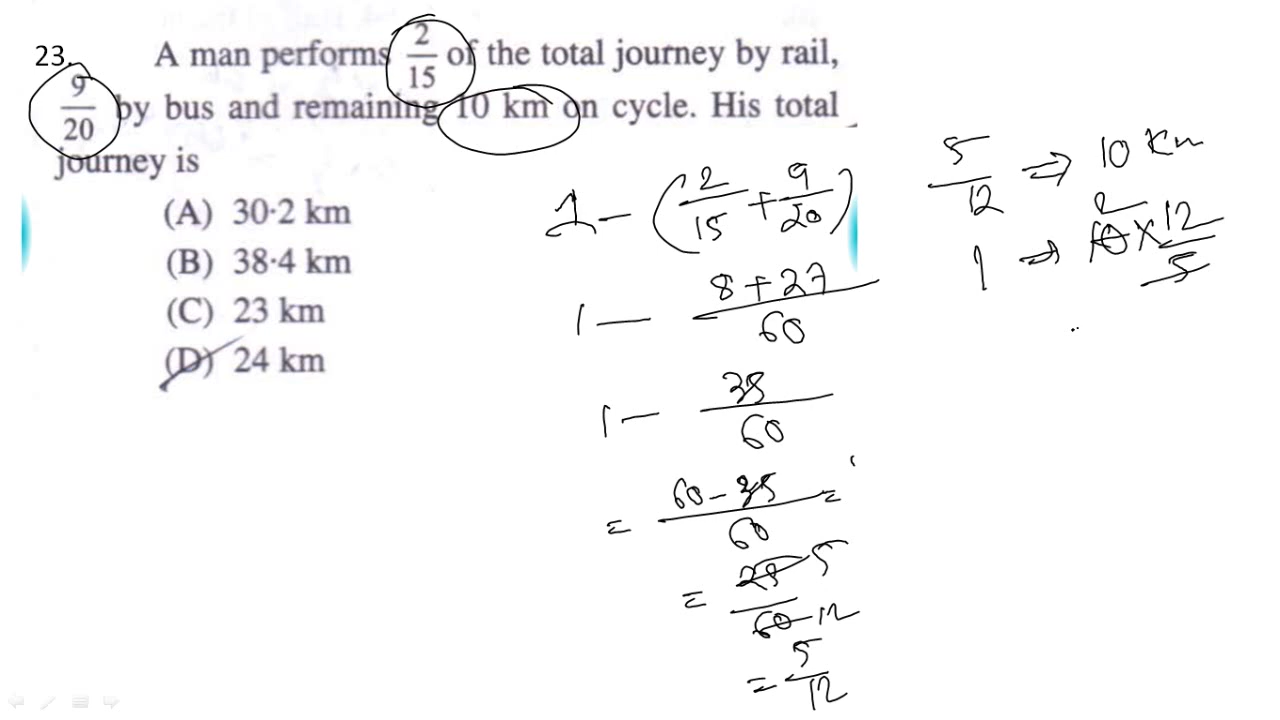 23. A man performs 2/15 of the total journey by rail,
9/20 by bus and remaining 10 km on cycle. His total
journey is
(A) 30·2 km
(B) 38·4 km
(C) 23 km
(D) 24 km
1 - (2/15 + 9/20)
1 - 8+27/60
1 - 35/60
= 60-35/60 =
= 25/60 5/12
= 5/12
5/12 ⇒ 10 Km
1 ⇒ 10 2 × 12/5